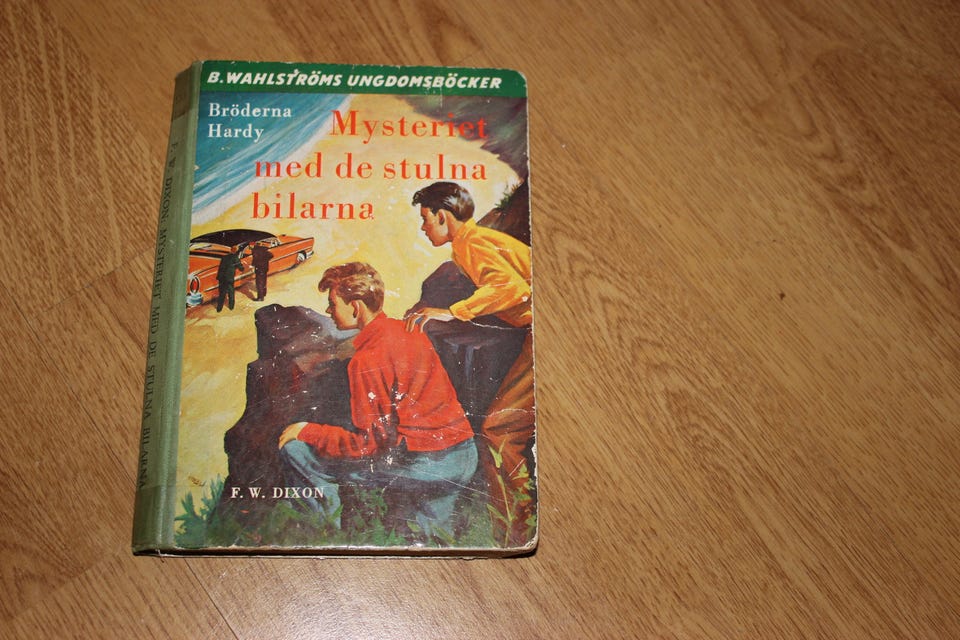 B.WAHLSTRÖMS UNGDOMSBÖCKER
Bröderna
Hardy
Mysteriet
med de stulna
bilarna
F. W. DIXON
F. W. DIXON: MYSTERIET MED DE STULNA BILARNA